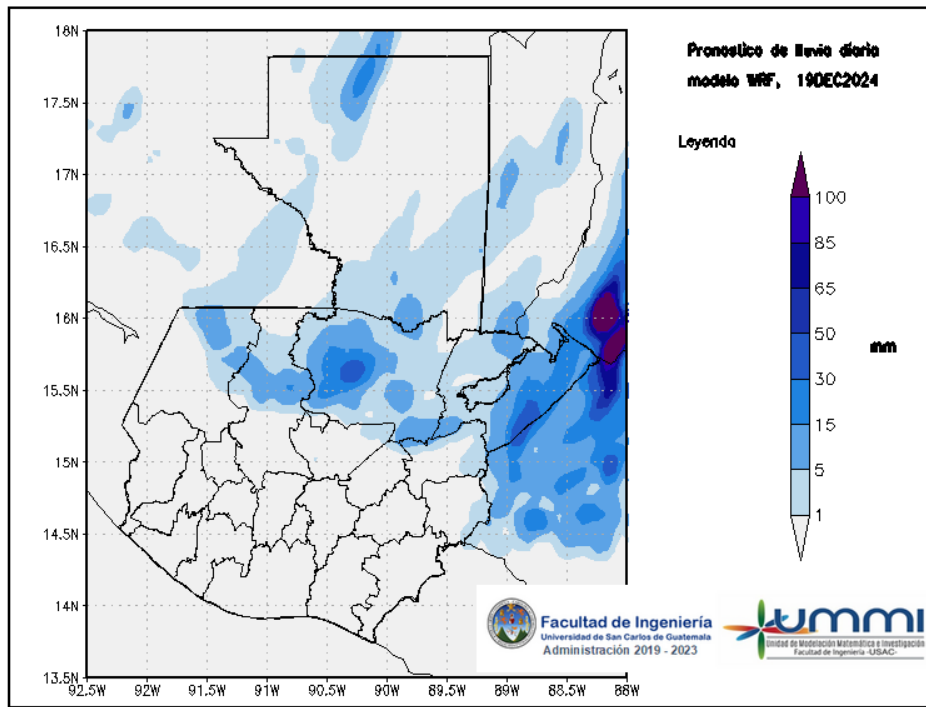 Pronostico de lluvia diaria
modelo WRF, 19DEC2024
Leyenda
100
85
65
50
30
15
5
1
mm
18N
17.5N
17N
16.5N
16N
15.5N
15N
14.5N
14N
13.5N
92.5W
92W
91.5W
91W
90.5W
90W
89.5W
89W
88.5W
88W
Facultad de Ingeniería
Universidad de San Carlos de Guatemala
Administración 2019 - 2023
ummi
Unidad de Modelación Matemática e Investigación
Facultad de Ingeniería -USAC-